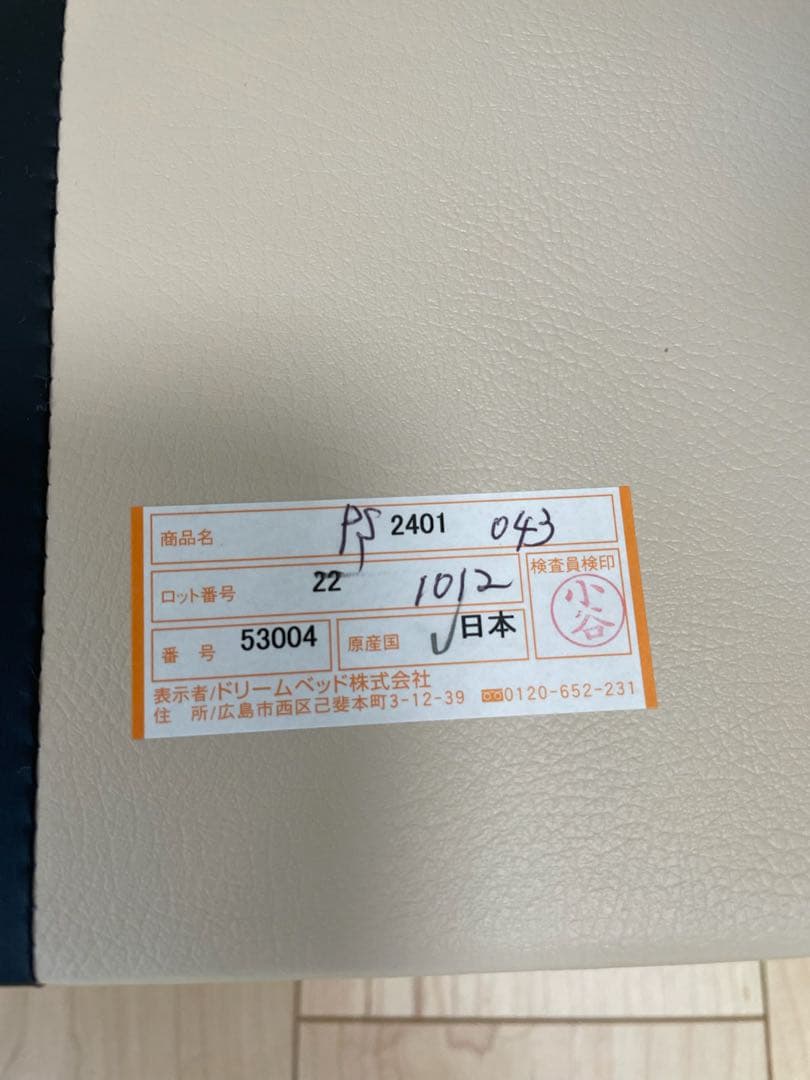 商品名 PS 2401 043
ロット番号 22 1012
検査員検印
小谷
番 号 53004 原産国 日本
表示者/ドリームベッド株式会社
住 所/広島市西区己斐本町3-12-39 0120-652-231